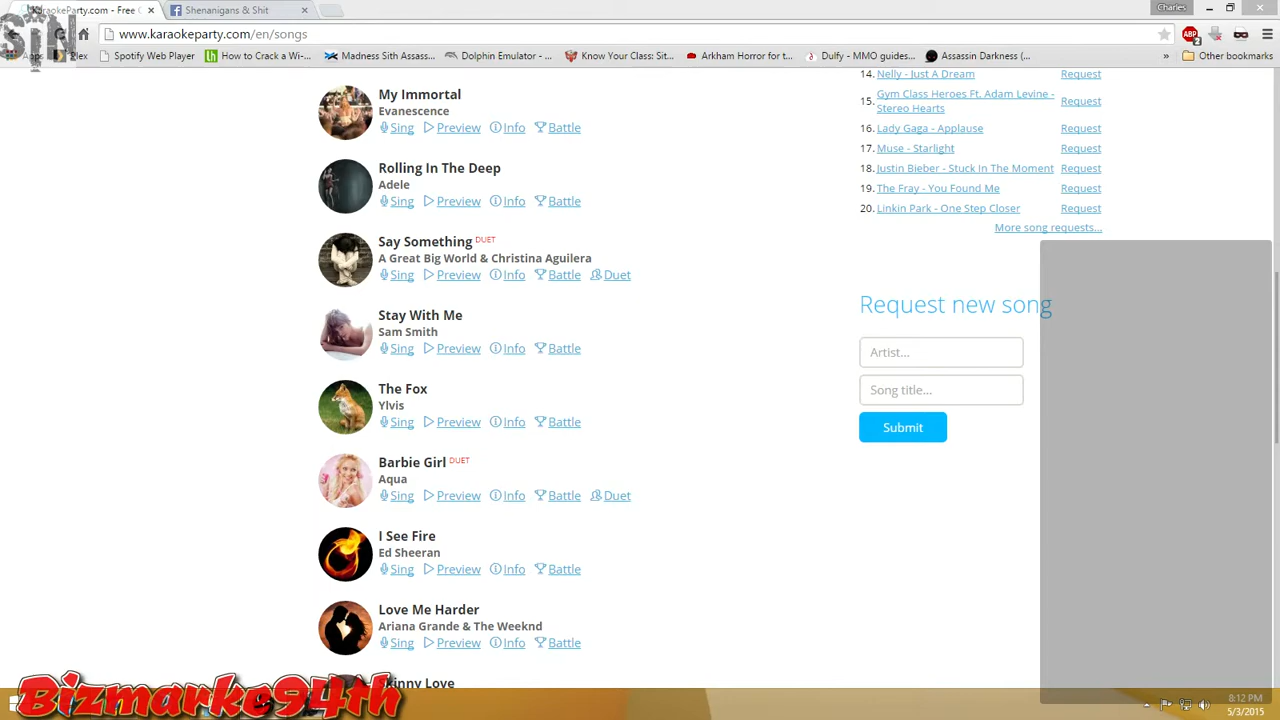 KaraokeParty.com - Free
Shenanigans & Shit
Charles
www.karaokeparty.com/en/songs
Apps
Plex
Spotify Web Player
How to Crack a Wi-...
Madness Sith Assass...
Dolphin Emulator - ...
Know Your Class: Sit...
Arkham Horror for t...
Dulfy – MMO guides...
Assassin Darkness (...
»
Other bookmarks
ABP
2
SIN
My Immortal
Evanescence
Sing Preview Info Battle
Rolling In The Deep
Adele
Sing Preview Info Battle
Say Something DUET
A Great Big World & Christina Aguilera
Sing Preview Info Battle Duet
Stay With Me
Sam Smith
Sing Preview Info Battle
The Fox
Ylvis
Sing Preview Info Battle
Barbie Girl DUET
Aqua
Sing Preview Info Battle Duet
I See Fire
Ed Sheeran
Sing Preview Info Battle
Love Me Harder
Ariana Grande & The Weeknd
Sing Preview Info Battle
Skinny Love
14. Nelly - Just A Dream Request
15. Gym Class Heroes Ft. Adam Levine -
Stereo Hearts Request
16. Lady Gaga - Applause Request
17. Muse - Starlight Request
18. Justin Bieber - Stuck In The Moment Request
19. The Fray - You Found Me Request
20. Linkin Park - One Step Closer Request
More song requests...
Request new song
Artist...
Song title...
Submit
Bizmarke94th
8:12 PM
5/3/2015